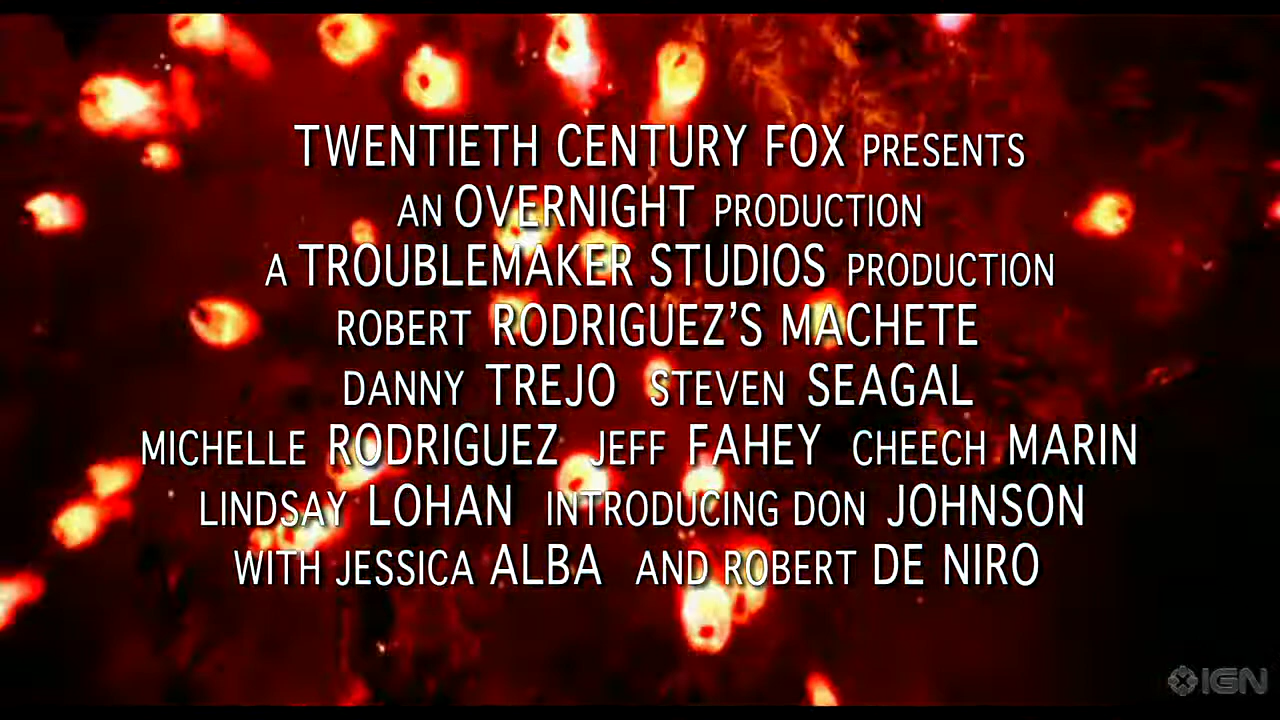 TWENTIETH CENTURY FOX PRESENTS
AN OVERNIGHT PRODUCTION
A TROUBLEMAKER STUDIOS PRODUCTION
ROBERT RODRIGUEZ'S MACHETE
DANNY TREJO STEVEN SEAGAL
MICHELLE RODRIGUEZ JEFF FAHEY CHEECH MARIN
LINDSAY LOHAN INTRODUCING DON JOHNSON
WITH JESSICA ALBA AND ROBERT DE NIRO
IGN